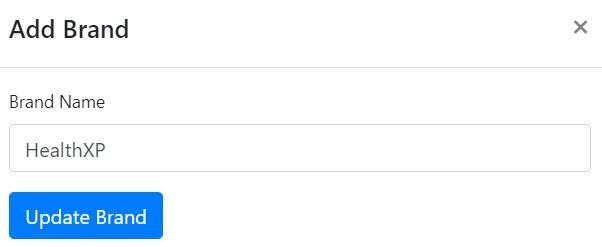 Add Brand ×
Brand Name
HealthXP
Update Brand